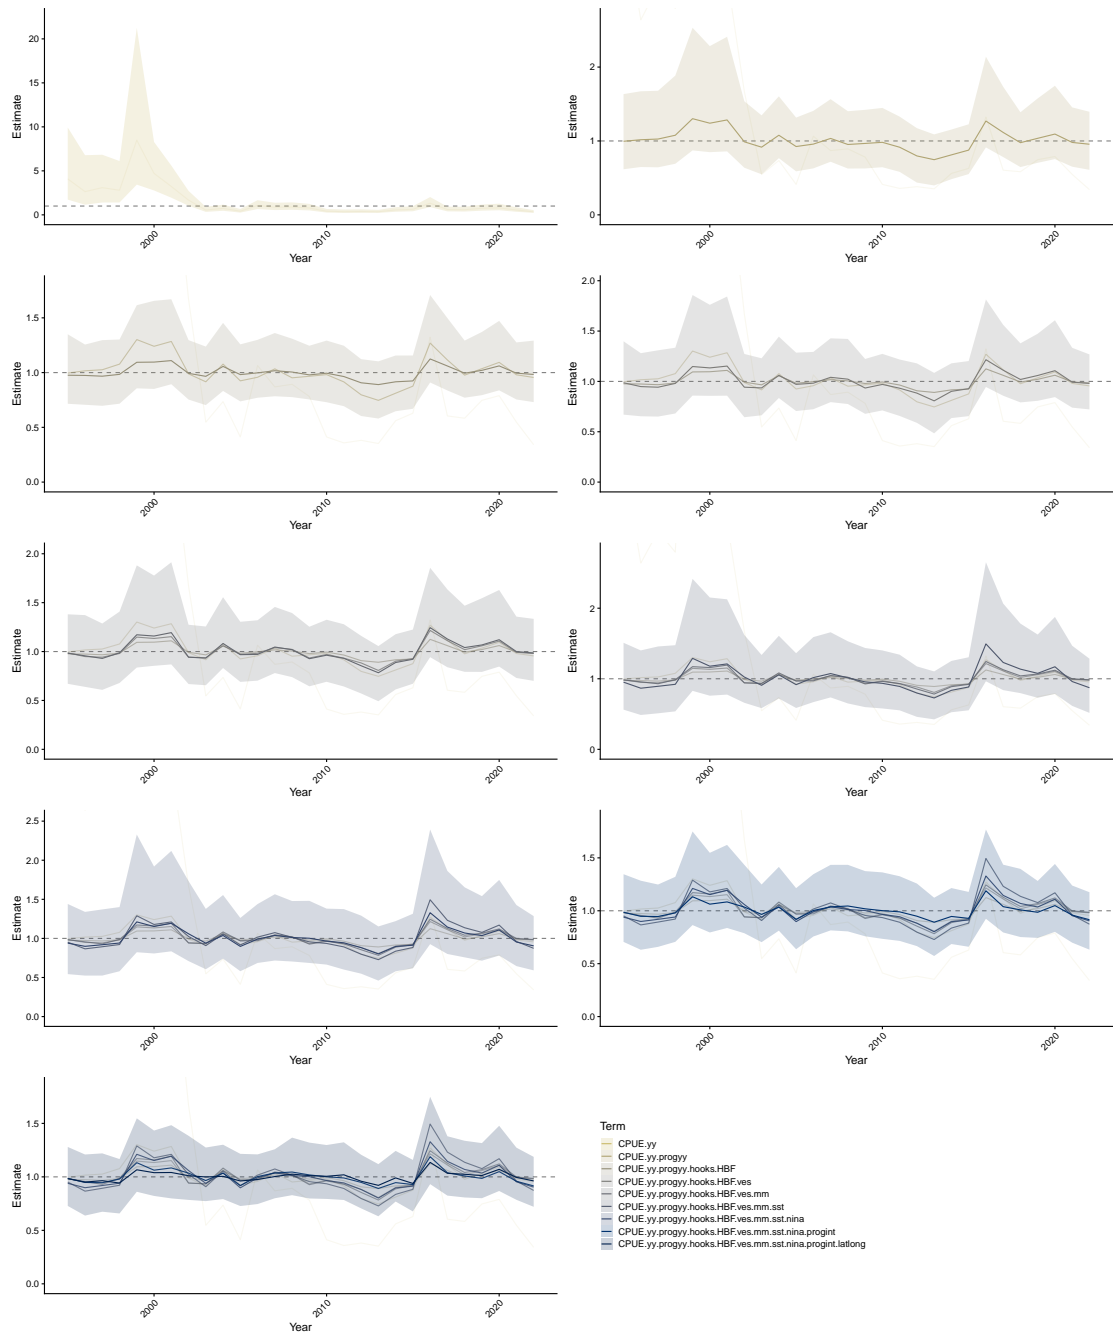 20
15
10
5
0
Estimate
2000
2010
2020
Year
2
1
0
Estimate
2000
2010
2020
Year
1.5
1.0
0.5
0.0
Estimate
2000
2010
2020
Year
2.0
1.5
1.0
0.5
0.0
Estimate
2000
2010
2020
Year
2.0
1.5
1.0
0.5
0.0
Estimate
2000
2010
2020
Year
2
1
0
Estimate
2000
2010
2020
Year
2.5
2.0
1.5
1.0
0.5
0.0
Estimate
2000
2010
2020
Year
1.5
1.0
0.5
0.0
Estimate
2000
2010
2020
Year
1.5
1.0
0.5
0.0
Estimate
2000
2010
2020
Year
Term
CPUE.yy
CPUE.yy.progyy
CPUE.yy.progyy.hooks.HBF
CPUE.yy.progyy.hooks.HBF.ves
CPUE.yy.progyy.hooks.HBF.ves.mm
CPUE.yy.progyy.hooks.HBF.ves.mm.sst
CPUE.yy.progyy.hooks.HBF.ves.mm.sst.nina
CPUE.yy.progyy.hooks.HBF.ves.mm.sst.nina.progint
CPUE.yy.progyy.hooks.HBF.ves.mm.sst.nina.progint.latlong